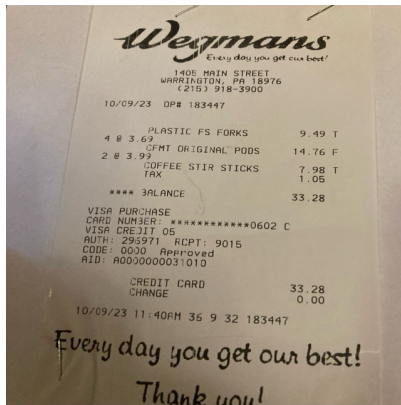 Wegmans
Every day you get our best!
1405 MAIN STREET
WARRINGTON, PA 18976
(215) 918-3900
10/09/23 OP# 183447
PLASTIC FS FORKS 9.49 T
4 @ 3.69
CFMT ORIGINAL PODS 14.76 F
2 @ 3.99
COFFEE STIR STICKS 7.98 T
TAX 1.05
**** BALANCE 33.28
VISA PURCHASE
CARD NUMBER: ************0602 C
VISA CREDIT 05
AUTH: 296971 RCPT: 9015
CODE: 0000 Approved
AID: A0000000031010
CREDIT CARD 33.28
CHANGE 0.00
10/09/23 11:40AM 36 9 32 183447
Every day you get our best!
Thank you!